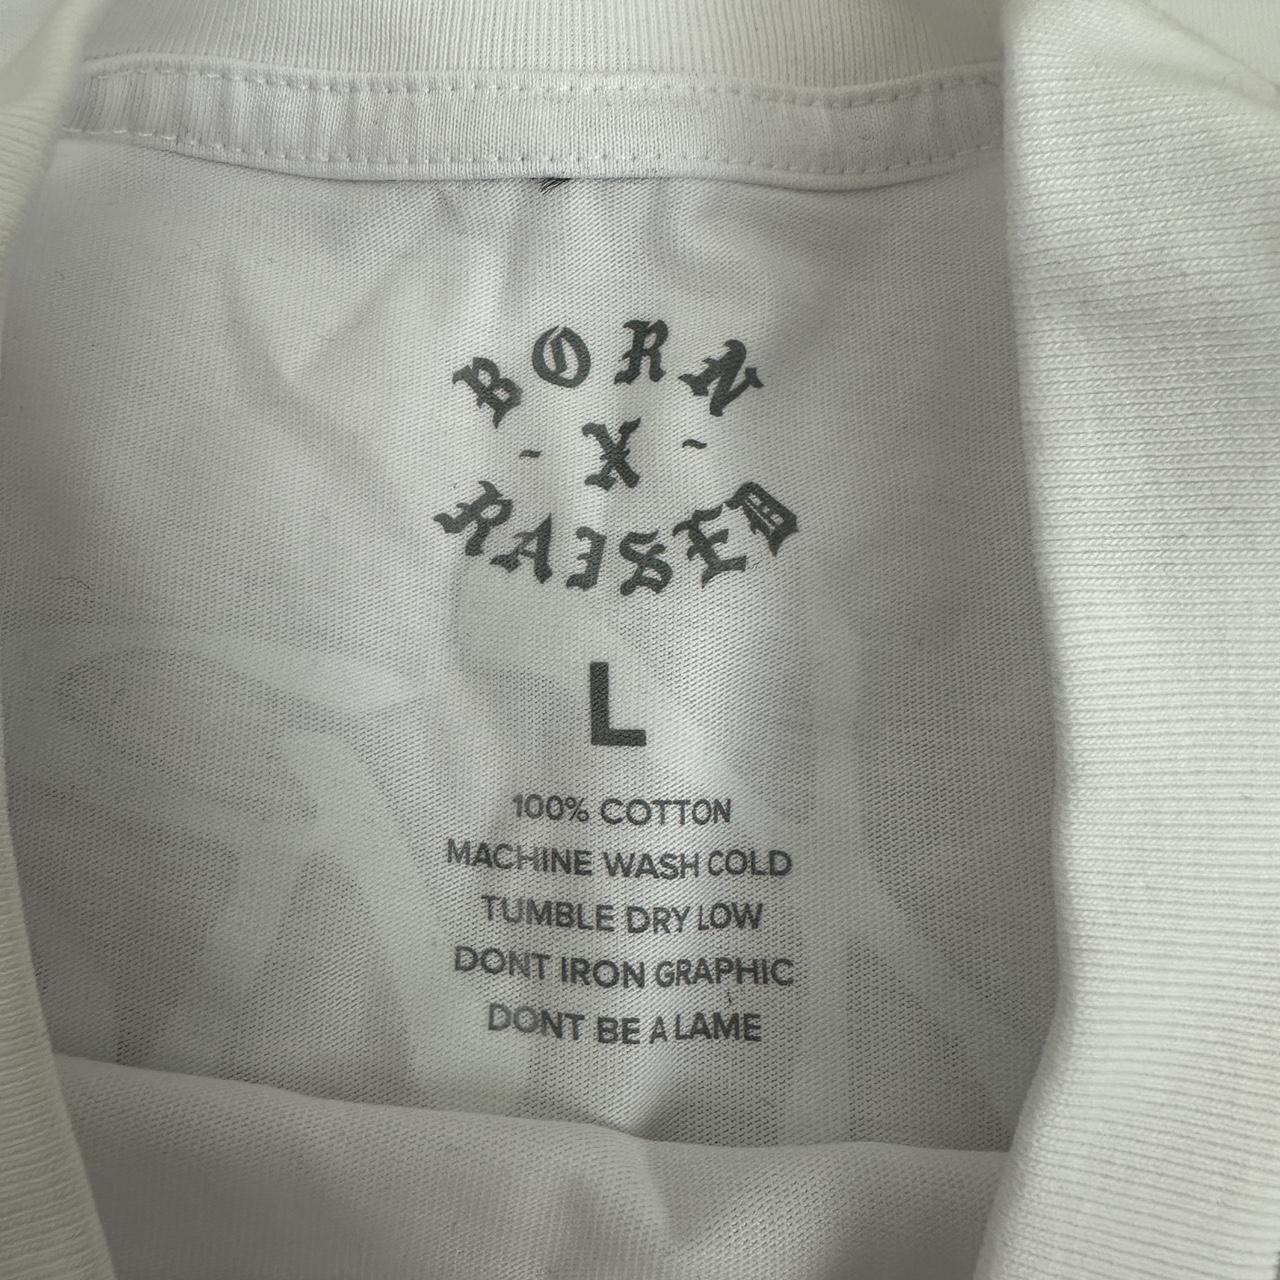 BORN
- X -
RAISED
L
100% COTTON
MACHINE WASH COLD
TUMBLE DRY LOW
DONT IRON GRAPHIC
DONT BE A LAME